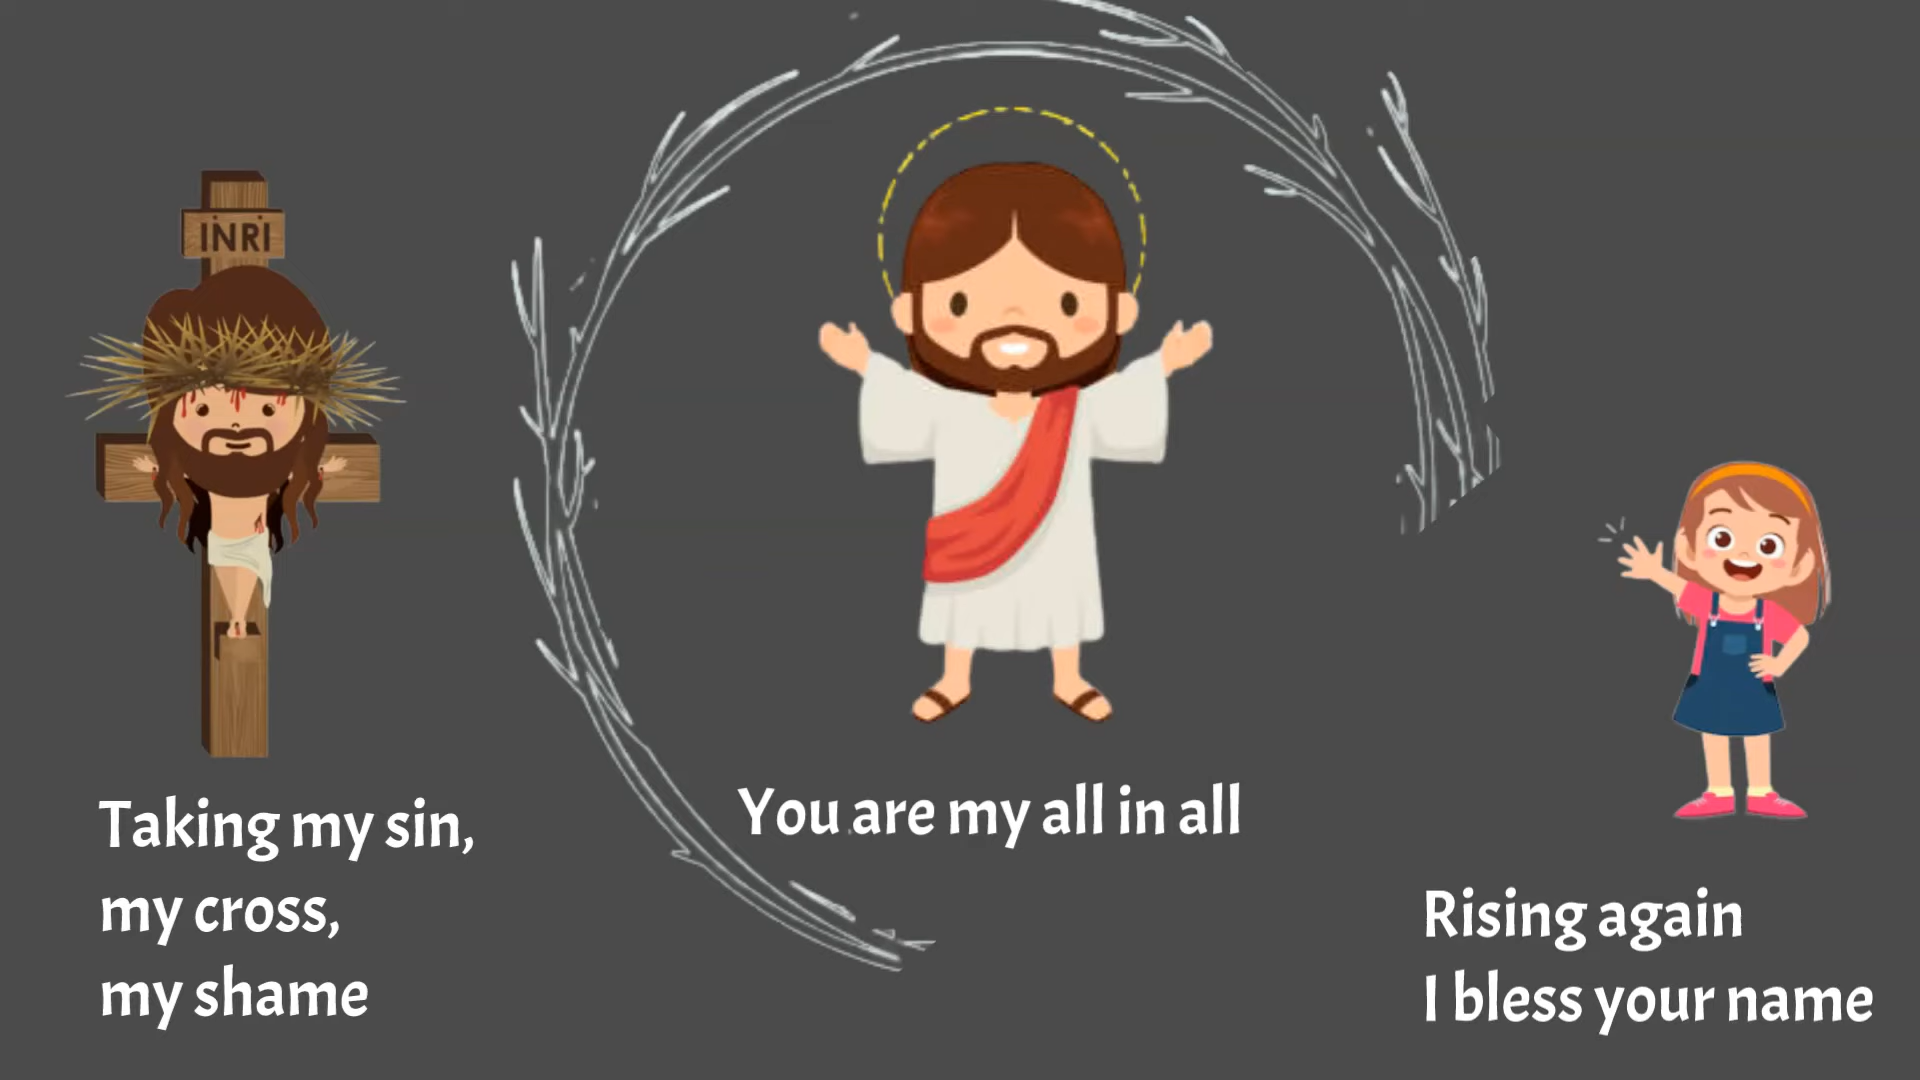 INRI
Taking my sin,
my cross,
my shame
You are my all in all
Rising again
I bless your name